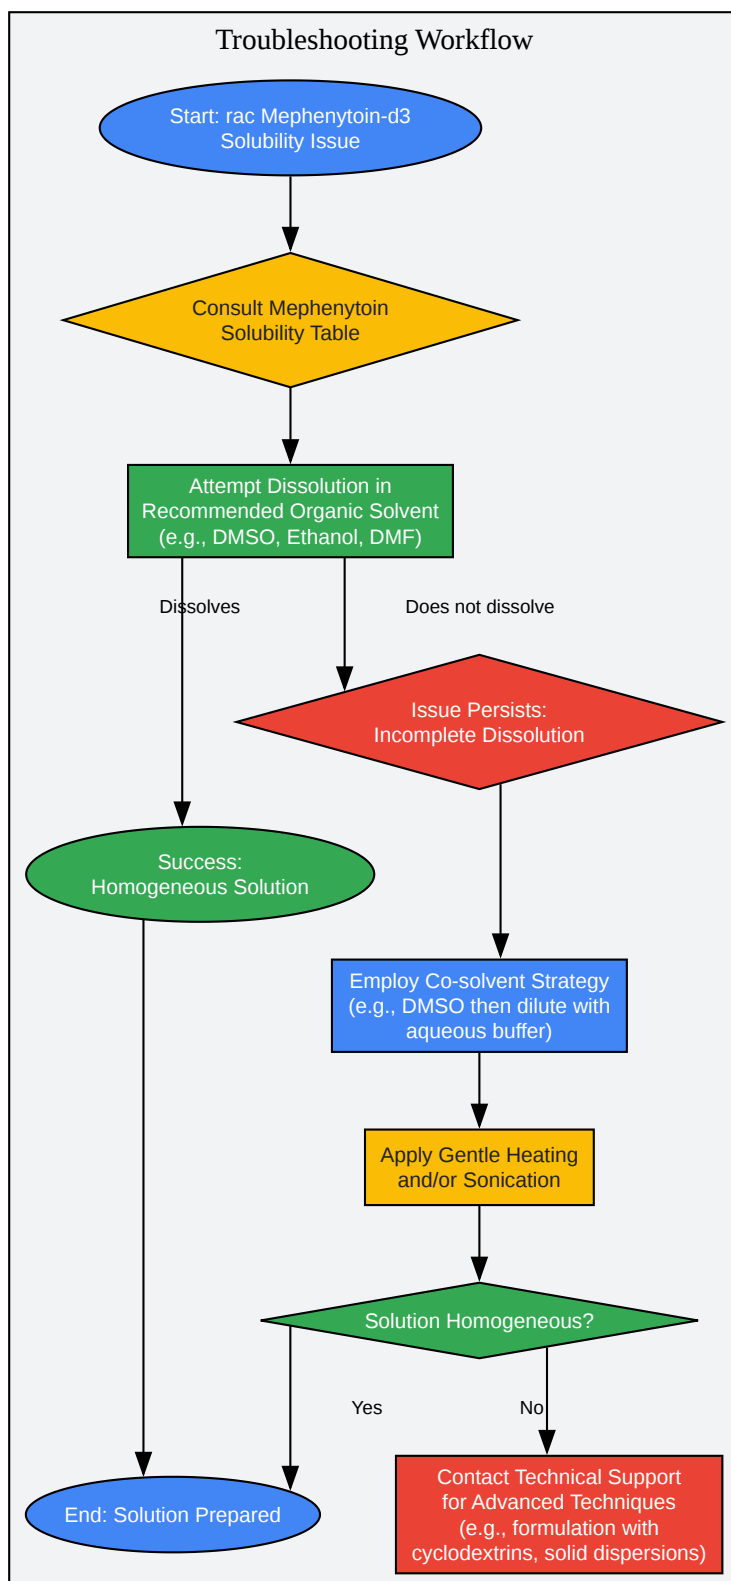 Troubleshooting Workflow
Start: rac Mephenytoin-d3
Solubility Issue
Consult Mephenytoin
Solubility Table
Attempt Dissolution in
Recommended Organic Solvent
(e.g., DMSO, Ethanol, DMF)
Dissolves
Does not dissolve
Issue Persists:
Incomplete Dissolution
Success:
Homogeneous Solution
Employ Co-solvent Strategy
(e.g., DMSO then dilute with
aqueous buffer)
Apply Gentle Heating
and/or Sonication
Solution Homogeneous?
Yes
No
End: Solution Prepared
Contact Technical Support
for Advanced Techniques
(e.g., formulation with
cyclodextrins, solid dispersions)